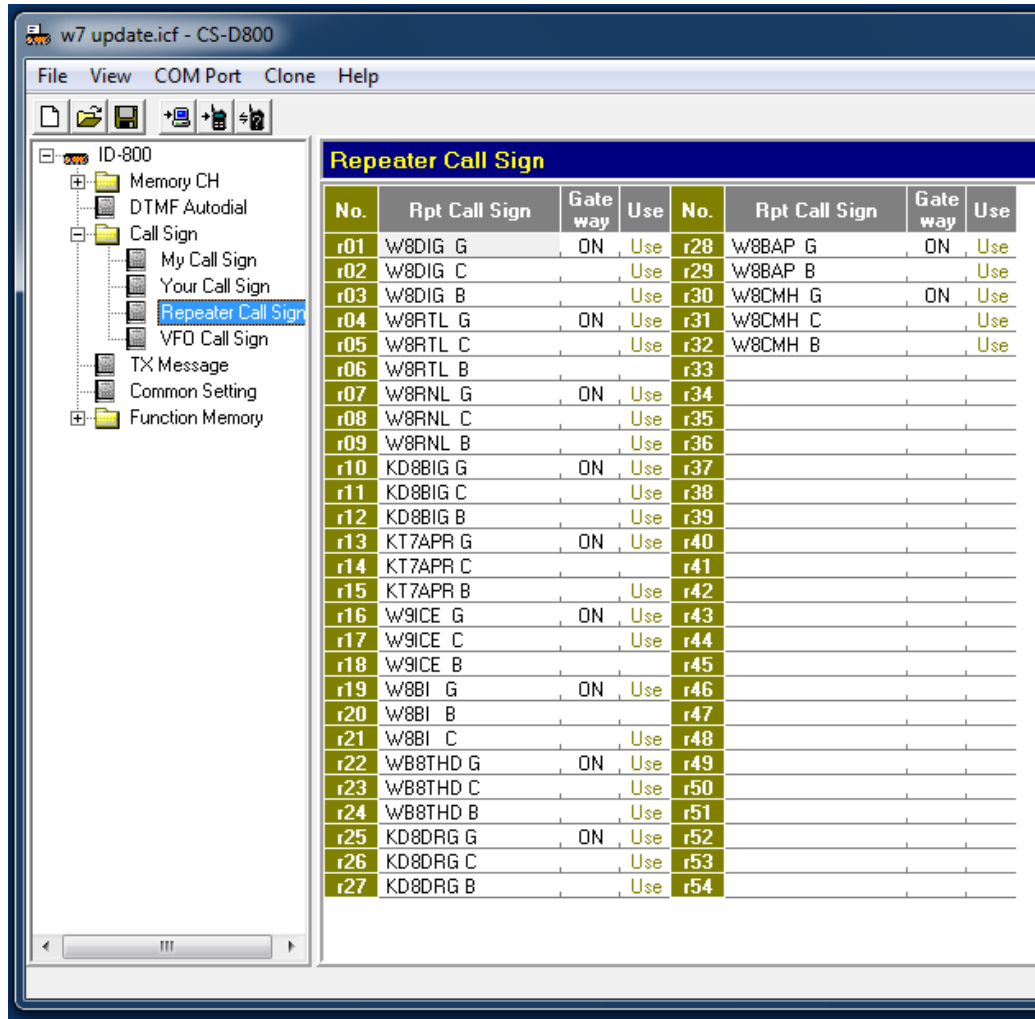 w7 update.icf - CS-D800
File View COM Port Clone Help
ID-800
Memory CH
DTMF Autodial
Call Sign
My Call Sign
Your Call Sign
Repeater Call Sign
VFO Call Sign
TX Message
Common Setting
Function Memory
Repeater Call Sign
No. Rpt Call Sign Gate way Use No. Rpt Call Sign Gate way Use
r01 W8DIG G ON Use r28 W8BAP G ON Use
r02 W8DIG C Use r29 W8BAP B Use
r03 W8DIG B Use r30 W8CMH G ON Use
r04 W8RTL G ON Use r31 W8CMH C Use
r05 W8RTL C Use r32 W8CMH B Use
r06 W8RTL B r33
r07 W8RNL G ON Use r34
r08 W8RNL C Use r35
r09 W8RNL B Use r36
r10 KD8BIG G ON Use r37
r11 KD8BIG C Use r38
r12 KD8BIG B Use r39
r13 KT7APR G ON Use r40
r14 KT7APR C r41
r15 KT7APR B Use r42
r16 W9ICE G ON Use r43
r17 W9ICE C Use r44
r18 W9ICE B r45
r19 W8BI G ON Use r46
r20 W8BI B r47
r21 W8BI C Use r48
r22 WB8THD G ON Use r49
r23 WB8THD C Use r50
r24 WB8THD B Use r51
r25 KD8DRG G ON Use r52
r26 KD8DRG C Use r53
r27 KD8DRG B Use r54